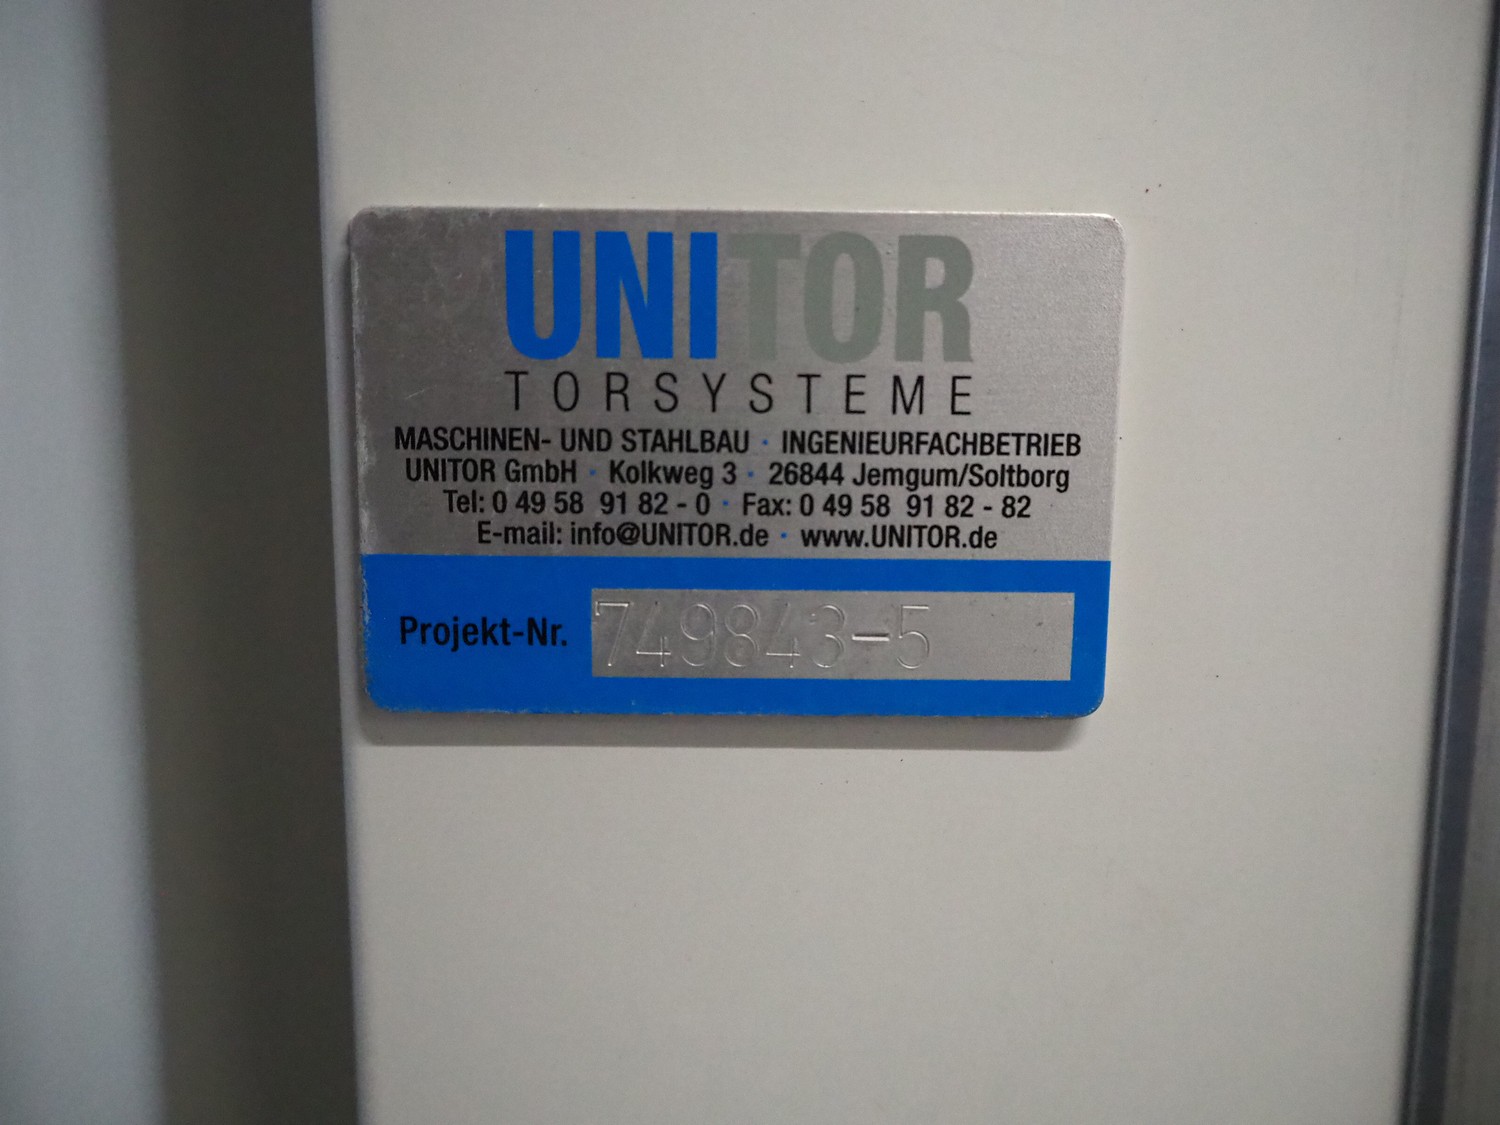 UNITOR
TORSYSTEME
MASCHINEN- UND STAHLBAU · INGENIEURFACHBETRIEB
UNITOR GmbH · Kolkweg 3 · 26844 Jemgum/Soltborg
Tel: 0 49 58 91 82 - 0 · Fax: 0 49 58 91 82 - 82
E-mail: info@UNITOR.de · www.UNITOR.de
Projekt-Nr. 749843-5